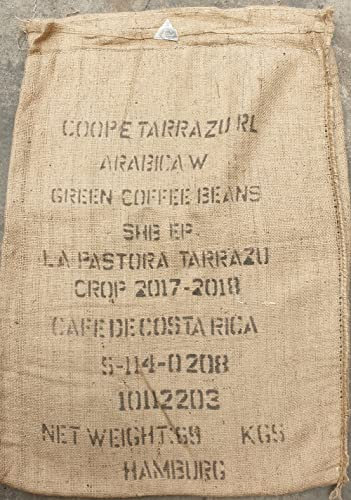 COOPE TARRAZU RL
ARABICA W
GREEN COFFEE BEANS
SHB EP
LA PASTORA TARRAZU
CROP 2017-2018
CAFE DE COSTA RICA
5-114-0208
10112203
NET WEIGHT:69 KGS
HAMBURG